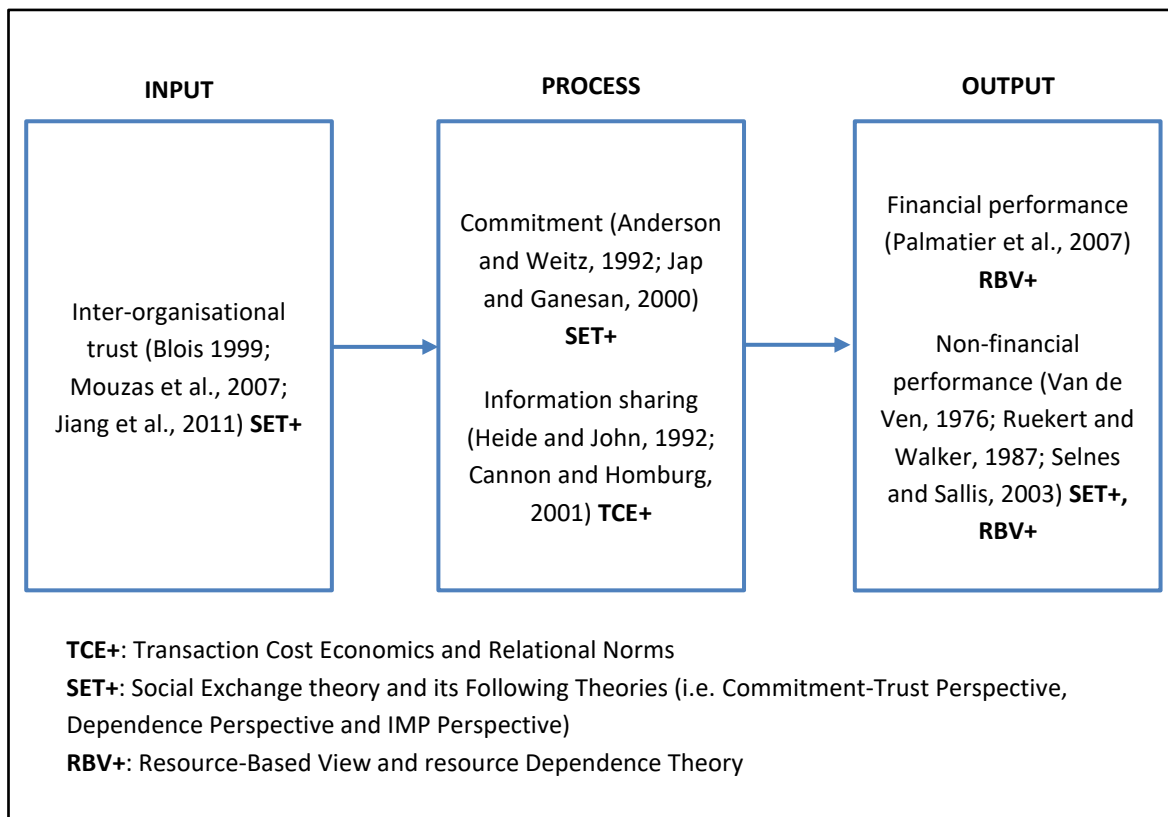 INPUT
PROCESS
OUTPUT
Inter-organisational
trust (Blois 1999;
Mouzas et al., 2007;
Jiang et al., 2011) SET+
Commitment (Anderson
and Weitz, 1992; Jap
and Ganesan, 2000)
SET+
Information sharing
(Heide and John, 1992;
Cannon and Homburg,
2001) TCE+
Financial performance
(Palmatier et al., 2007)
RBV+
Non-financial
performance (Van de
Ven, 1976; Ruekert and
Walker, 1987; Selnes
and Sallis, 2003) SET+,
RBV+
TCE+: Transaction Cost Economics and Relational Norms
SET+: Social Exchange theory and its Following Theories (i.e. Commitment-Trust Perspective,
Dependence Perspective and IMP Perspective)
RBV+: Resource-Based View and resource Dependence Theory